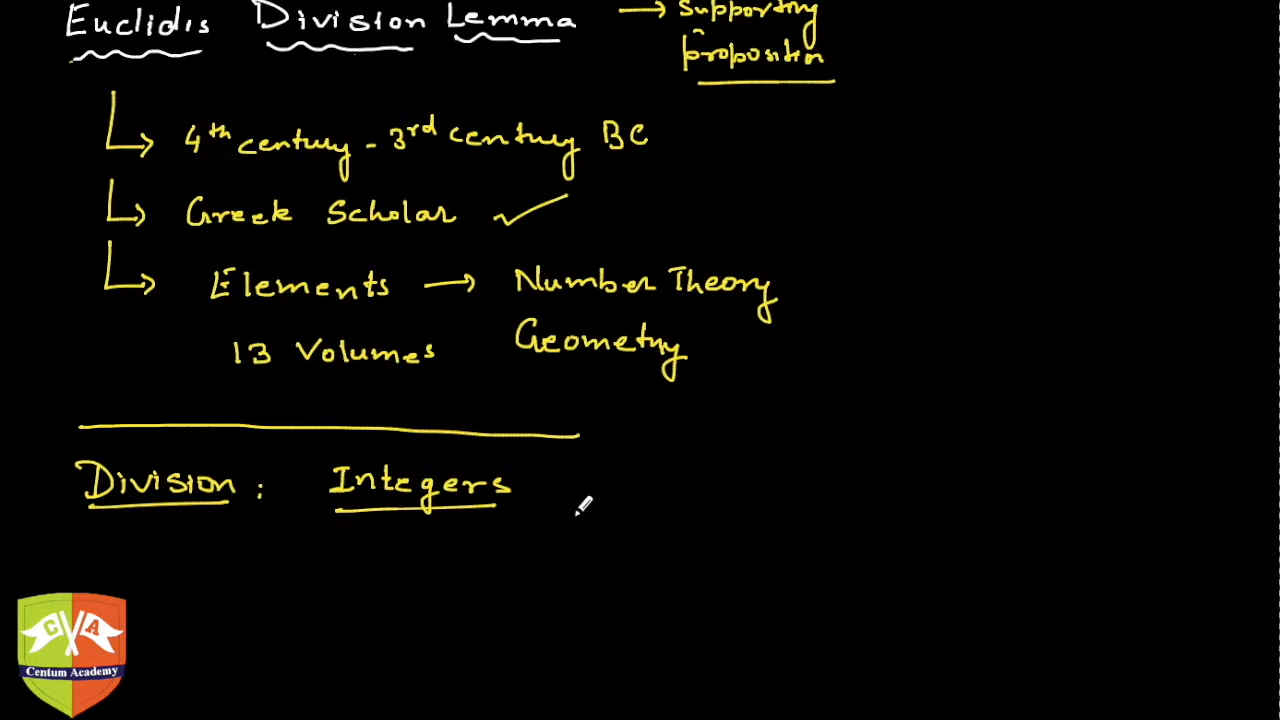 Euclid's Division Lemma → Supporting
proposition
4th century - 3rd century BC
Greek Scholar ✓
Elements → Number Theory
13 Volumes Geometry
Division : Integers
C A
Centum Academy